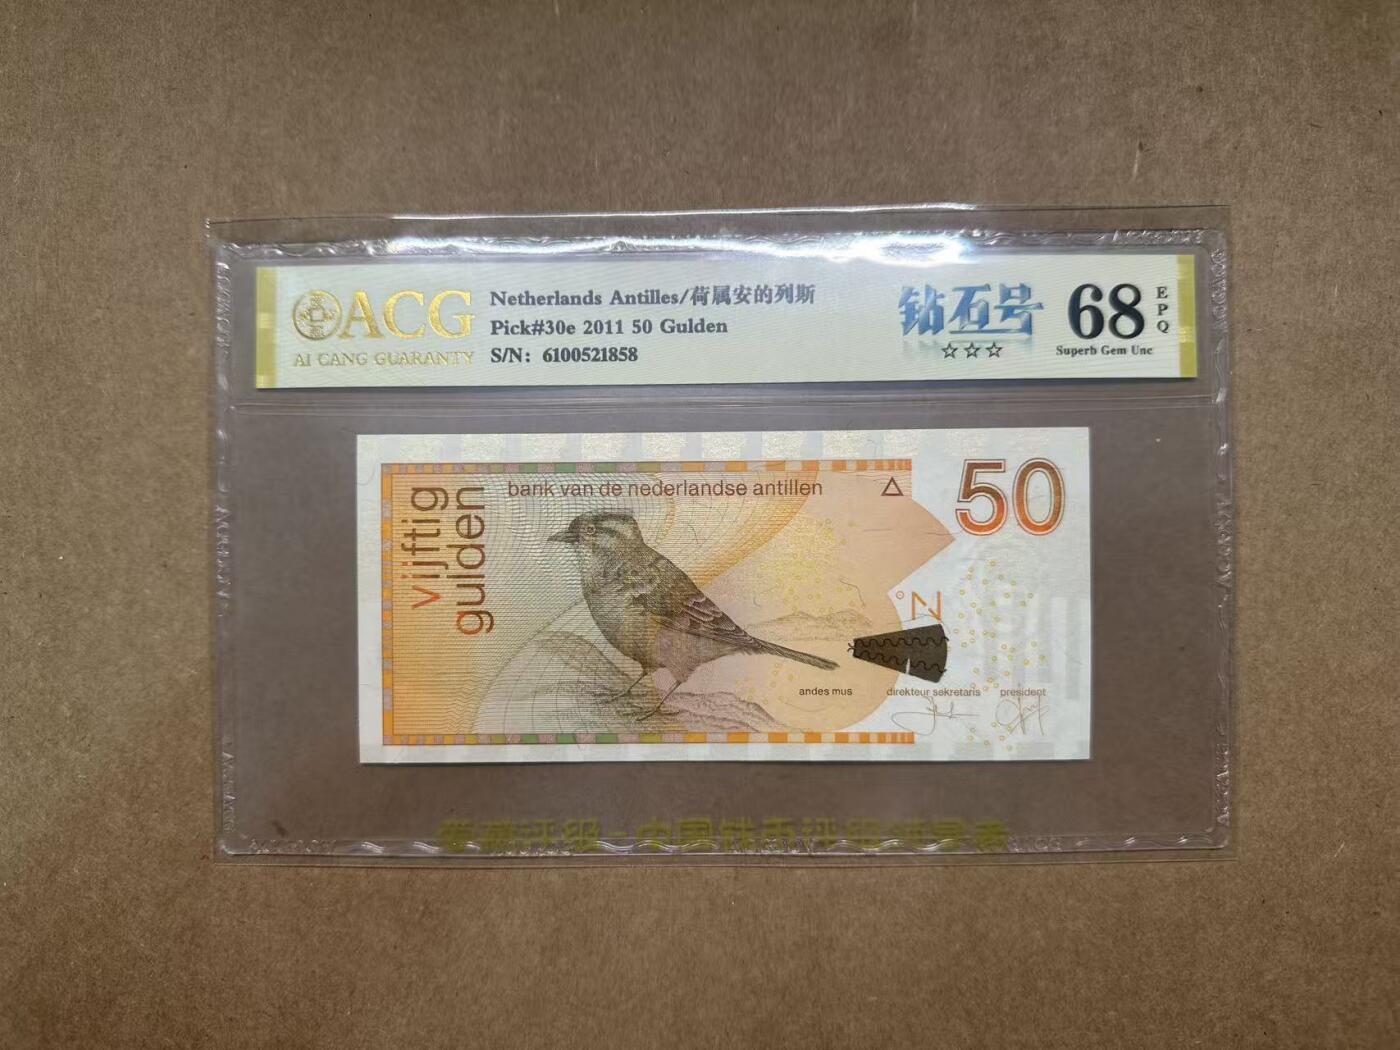 ACG
AI CANG GUARANTY
Netherlands Antilles/荷属安的列斯
Pick#30e 2011 50 Gulden
S/N: 6100521858
钻石号
☆☆☆
68
EPQ
Superb Gem Unc
vijftig
gulden
bank van de nederlandse antillen
50
N
andes mus
direkteur sekretaris
president